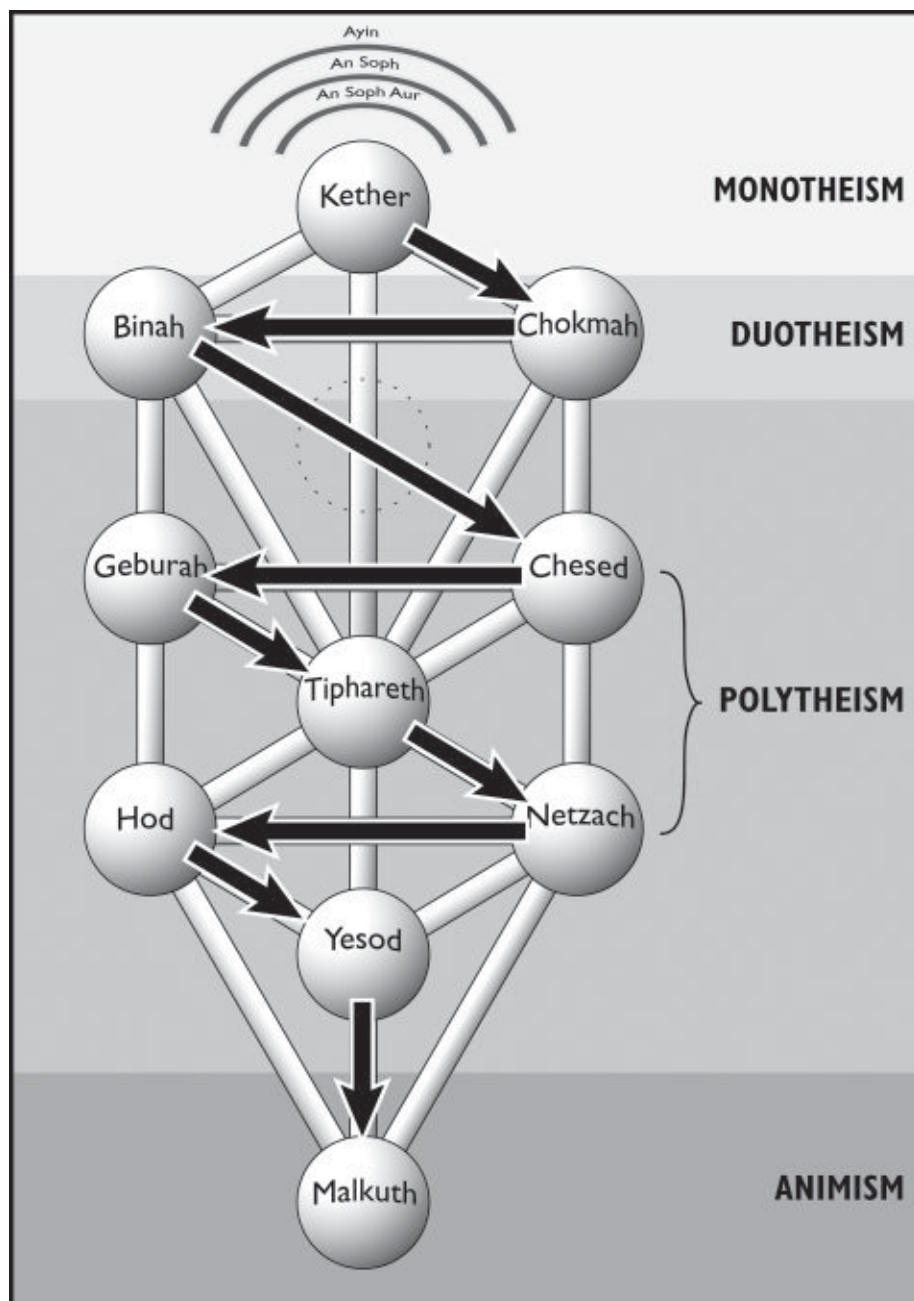 Ayin
An Soph
An Soph Aur
Kether
MONOTHEISM
Binah
Chokmah
DUOTHEISM
Geburah
Chesed
Tiphareth
POLYTHEISM
Hod
Netzach
Yesod
Malkuth
ANIMISM